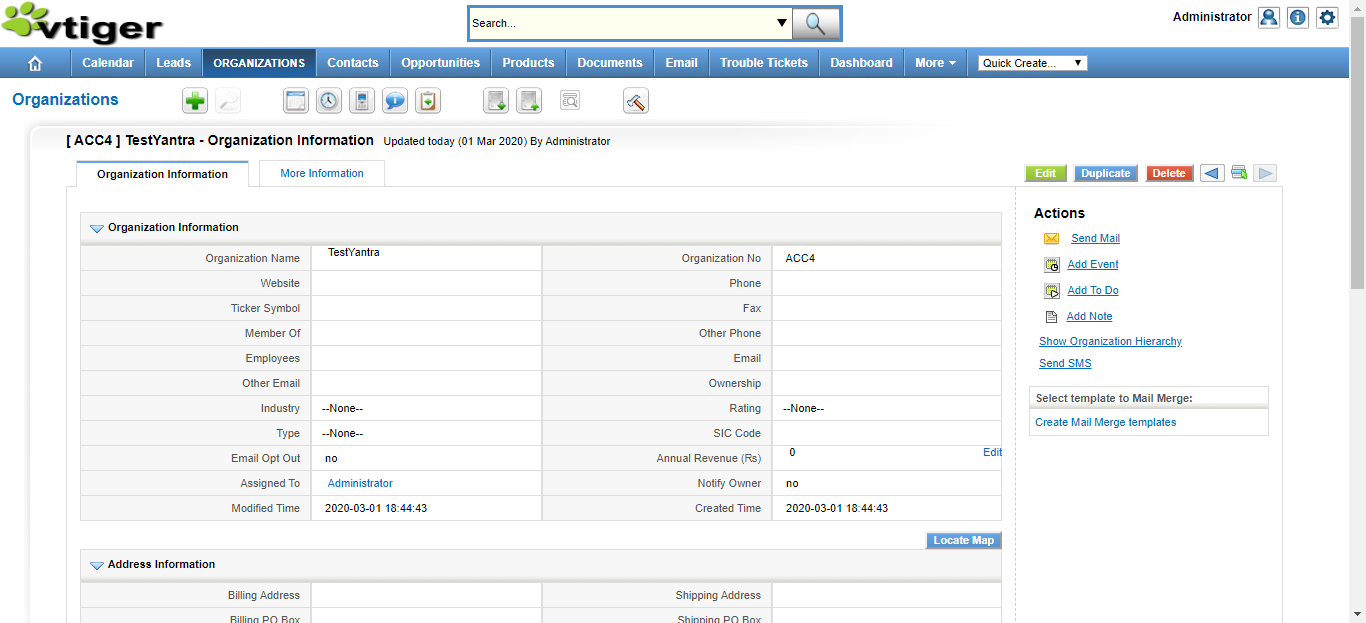 vtiger
Search...
Administrator
Calendar Leads ORGANIZATIONS Contacts Opportunities Products Documents Email Trouble Tickets Dashboard More Quick Create...
Organizations
[ ACC4 ] TestYantra - Organization Information Updated today (01 Mar 2020) By Administrator
Organization Information More Information
Edit Duplicate Delete
Organization Information
Organization Name TestYantra Organization No ACC4
Website Phone
Ticker Symbol Fax
Member Of Other Phone
Employees Email
Other Email Ownership
Industry --None-- Rating --None--
Type --None-- SIC Code
Email Opt Out no Annual Revenue (Rs) 0 Edit
Assigned To Administrator Notify Owner no
Modified Time 2020-03-01 18:44:43 Created Time 2020-03-01 18:44:43
Locate Map
Address Information
Billing Address Shipping Address
Billing PO Box Shipping PO Box
Actions
Send Mail
Add Event
Add To Do
Add Note
Show Organization Hierarchy
Send SMS
Select template to Mail Merge:
Create Mail Merge templates